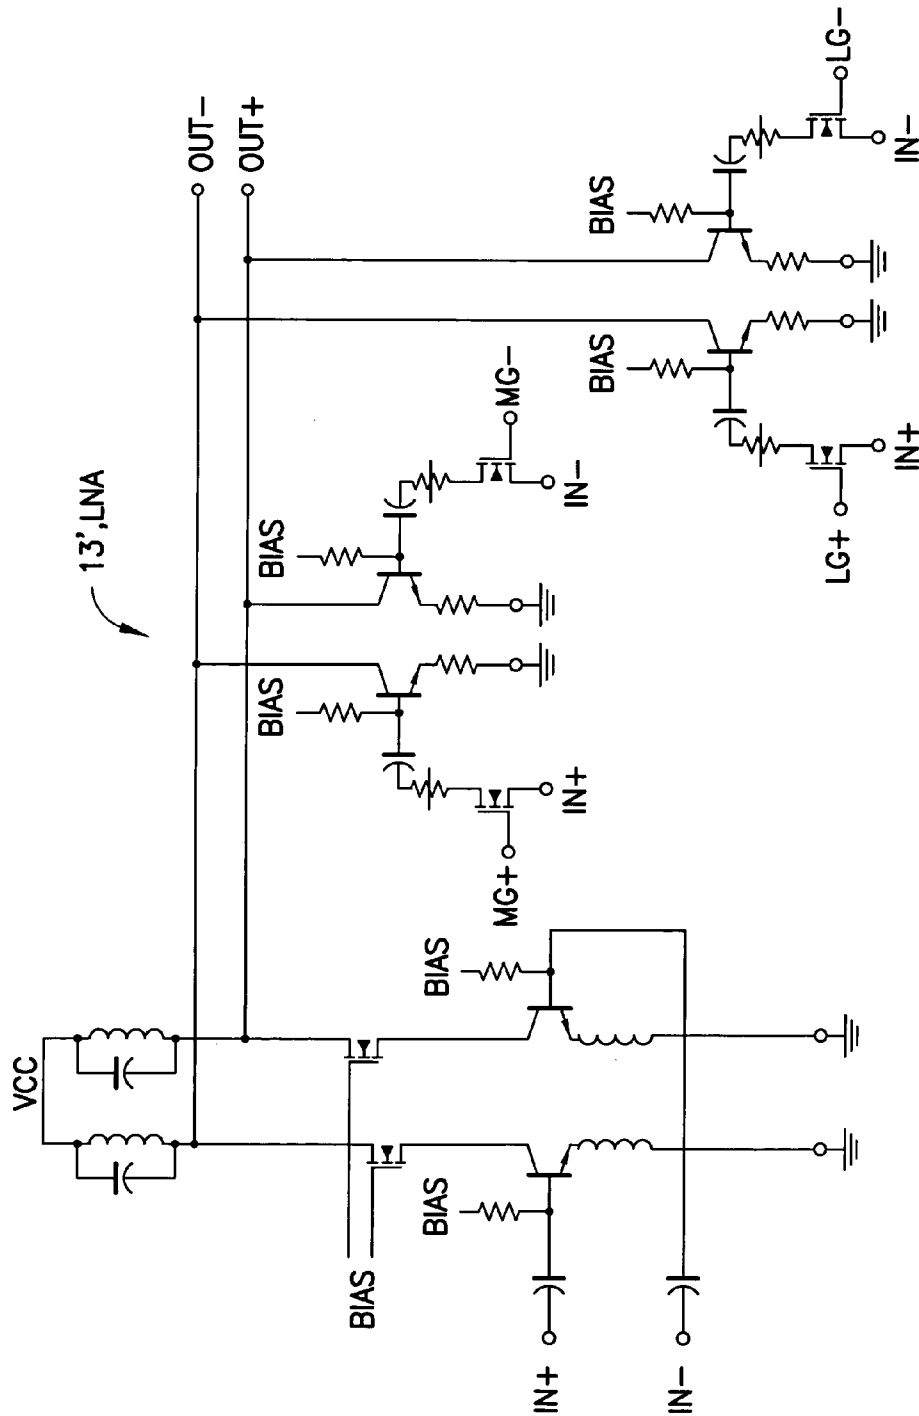 13',LNA
VCC
OUT-
OUT+
BIAS
BIAS
BIAS
IN+
IN-
BIAS
BIAS
MG+
IN+
MG-
IN-
BIAS
BIAS
LG+
IN+
LG-
IN-